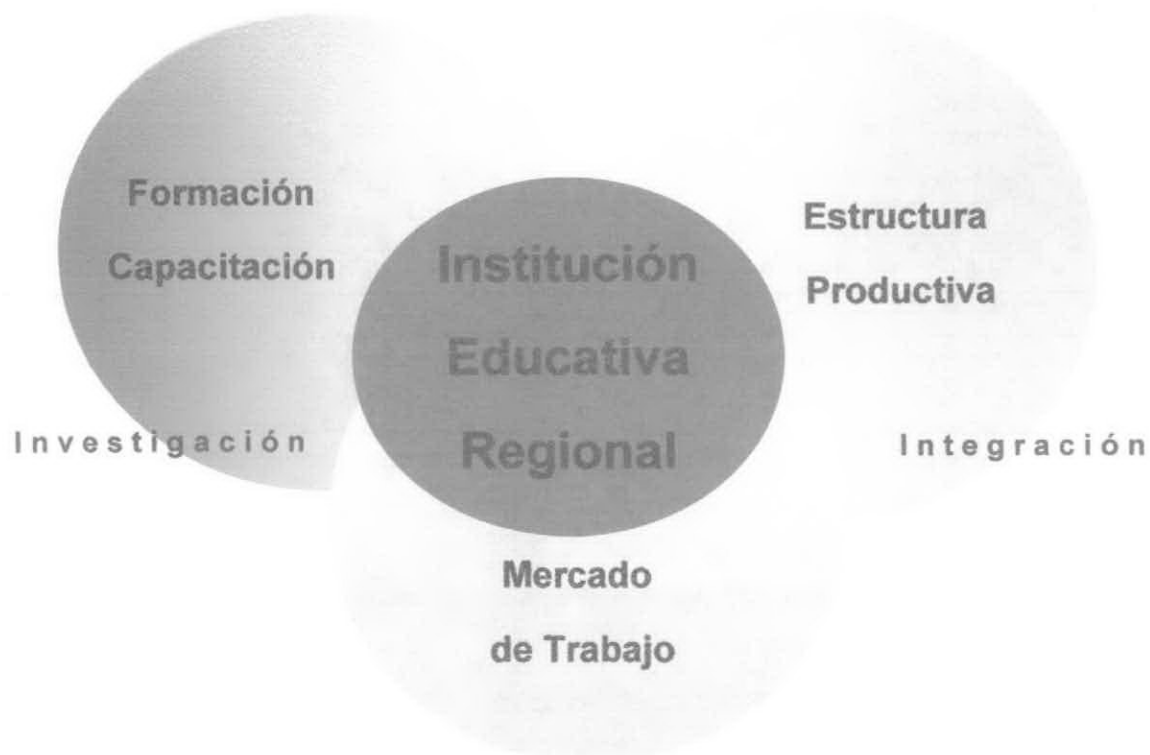 Formación
Capacitación
Institución
Educativa
Regional
Estructura
Productiva
Investigación
Integración
Mercado
de Trabajo